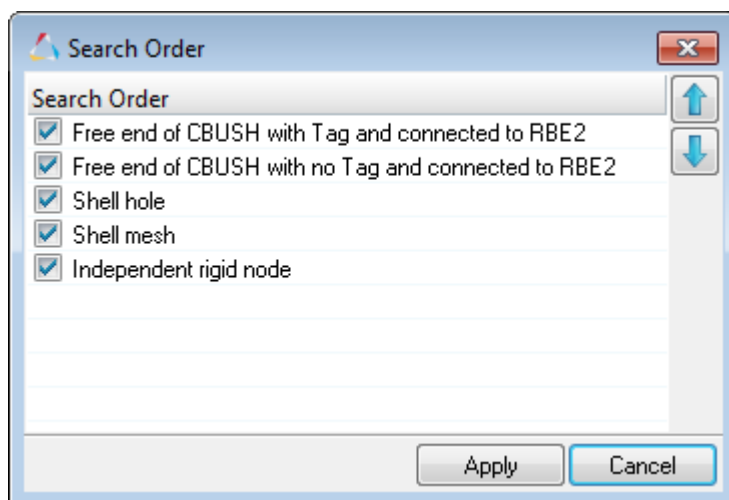 Search Order
Search Order
Free end of CBUSH with Tag and connected to RBE2
Free end of CBUSH with no Tag and connected to RBE2
Shell hole
Shell mesh
Independent rigid node
Apply
Cancel